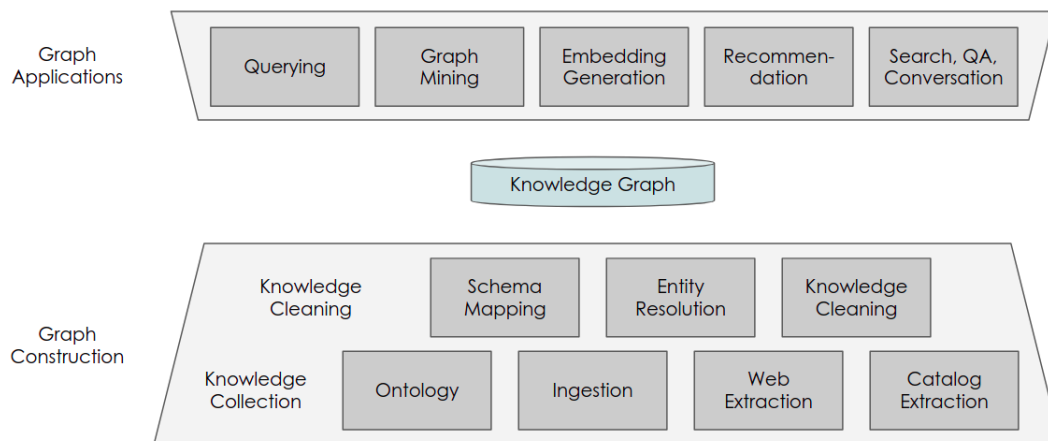 Graph
Applications
Querying
Graph
Mining
Embedding
Generation
Recommen-
dation
Search, QA,
Conversation
Knowledge Graph
Graph
Construction
Knowledge
Cleaning
Schema
Mapping
Entity
Resolution
Knowledge
Cleaning
Knowledge
Collection
Ontology
Ingestion
Web
Extraction
Catalog
Extraction